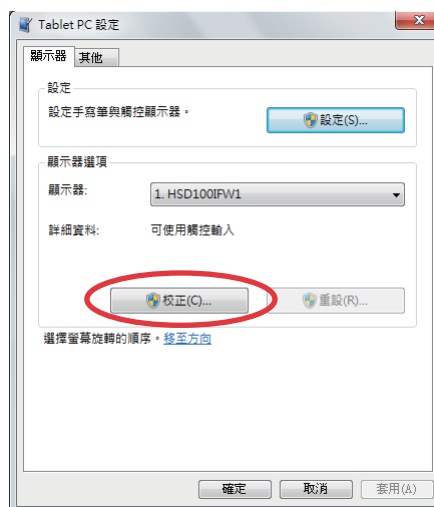 Tablet PC 設定
顯示器 其他
設定
設定手寫筆與觸控顯示器。
設定(S)...
顯示器選項
顯示器: 1. HSD100IFW1
詳細資料: 可使用觸控輸入
校正(C)... 重設(R)...
選擇螢幕旋轉的順序。移至方向
確定 取消 套用(A)